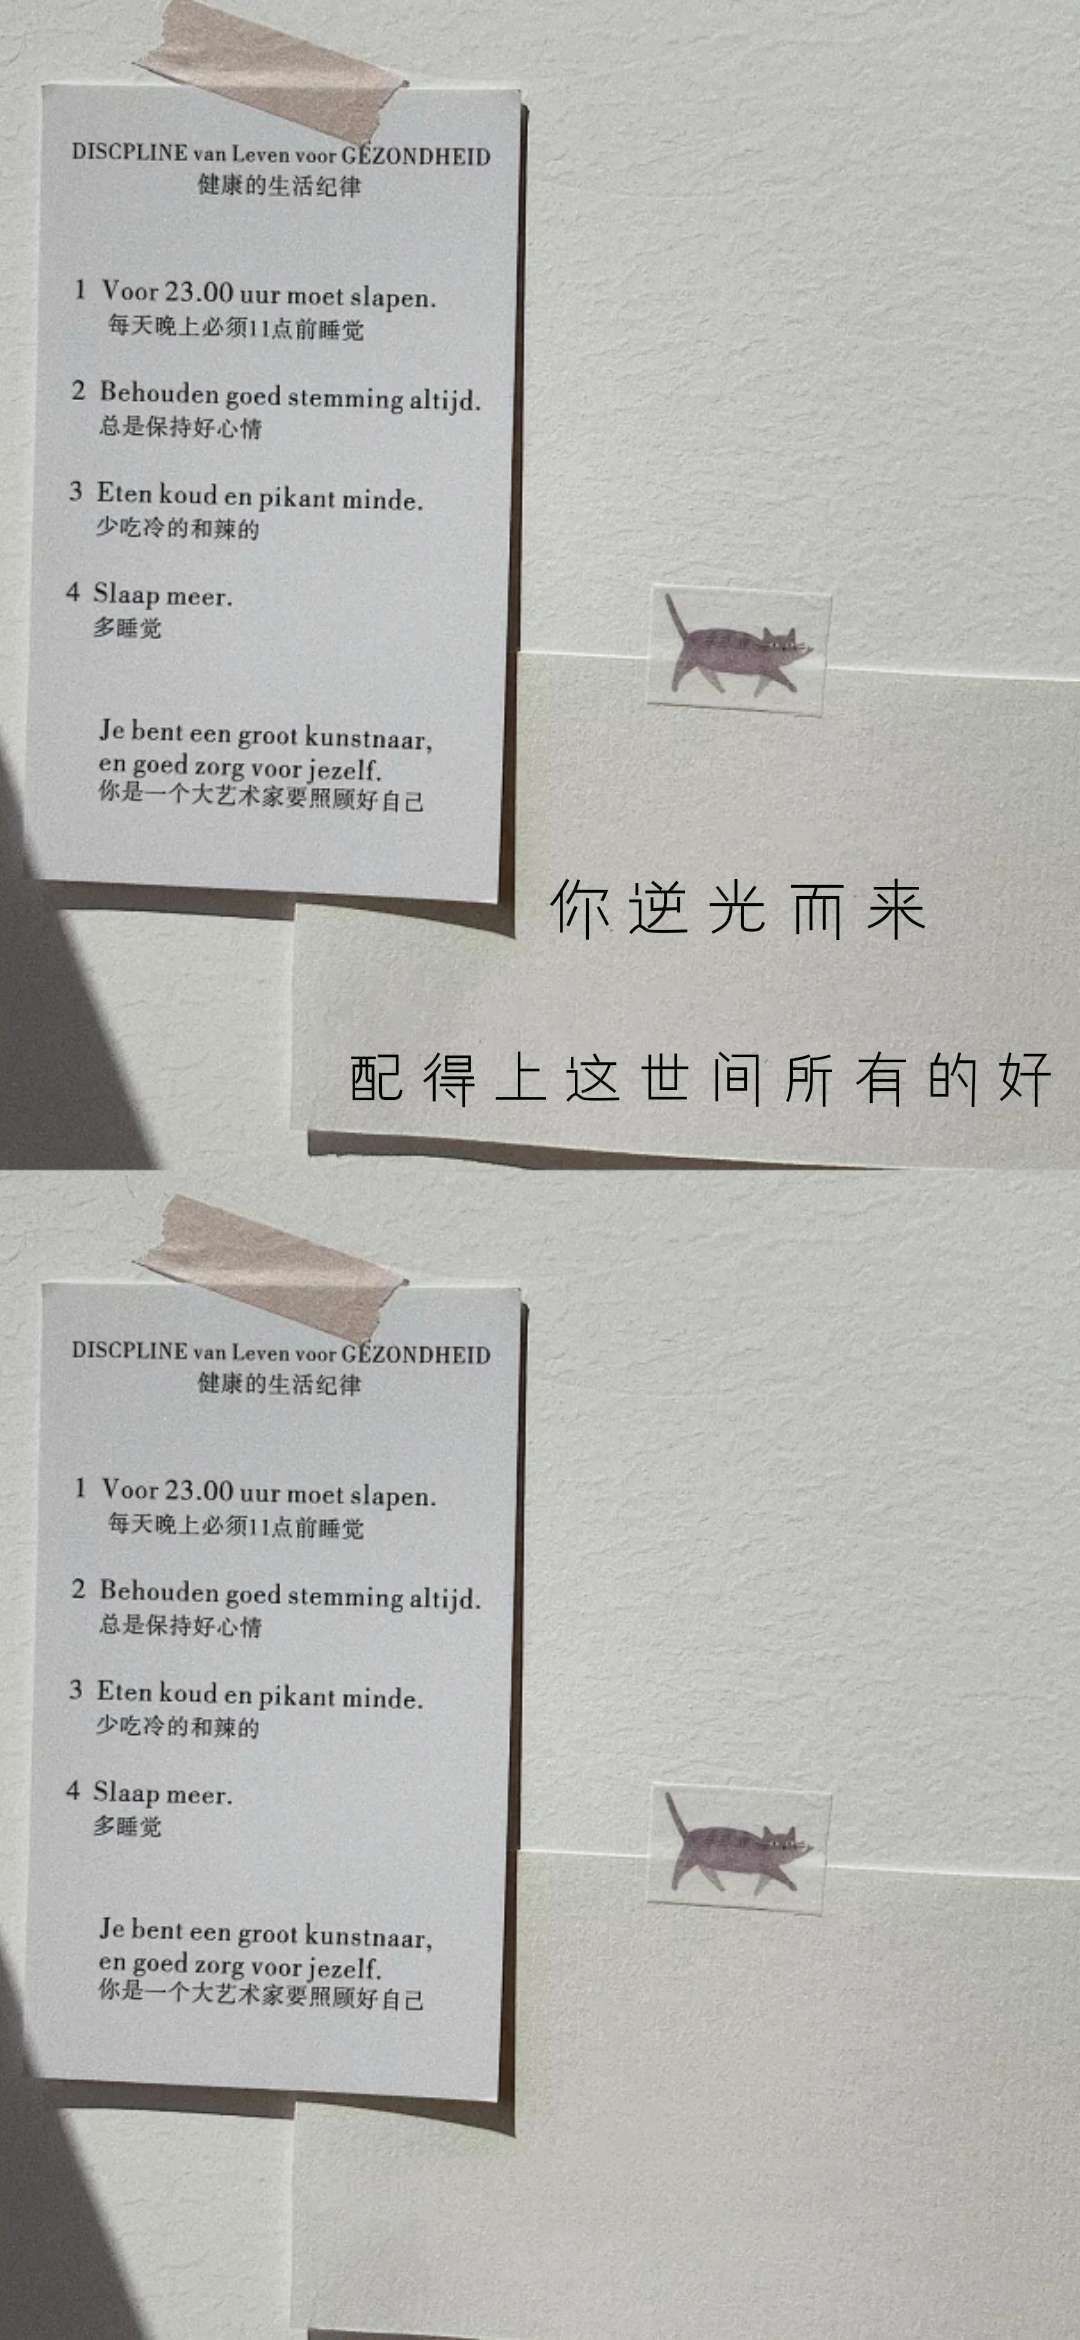 DISCPLINE van Leven voor GEZONDHEID
健康的生活纪律
1 Voor 23.00 uur moet slapen.
每天晚上必须11点前睡觉
2 Behouden goed stemming altijd.
总是保持好心情
3 Eten koud en pikant minde.
少吃冷的和辣的
4 Slaap meer.
多睡觉
Je bent een groot kunstnaar,
en goed zorg voor jezelf.
你是一个大艺术家要照顾好自己
你逆光而来
配得上这世间所有的好
DISCPLINE van Leven voor GEZONDHEID
健康的生活纪律
1 Voor 23.00 uur moet slapen.
每天晚上必须11点前睡觉
2 Behouden goed stemming altijd.
总是保持好心情
3 Eten koud en pikant minde.
少吃冷的和辣的
4 Slaap meer.
多睡觉
Je bent een groot kunstnaar,
en goed zorg voor jezelf.
你是一个大艺术家要照顾好自己